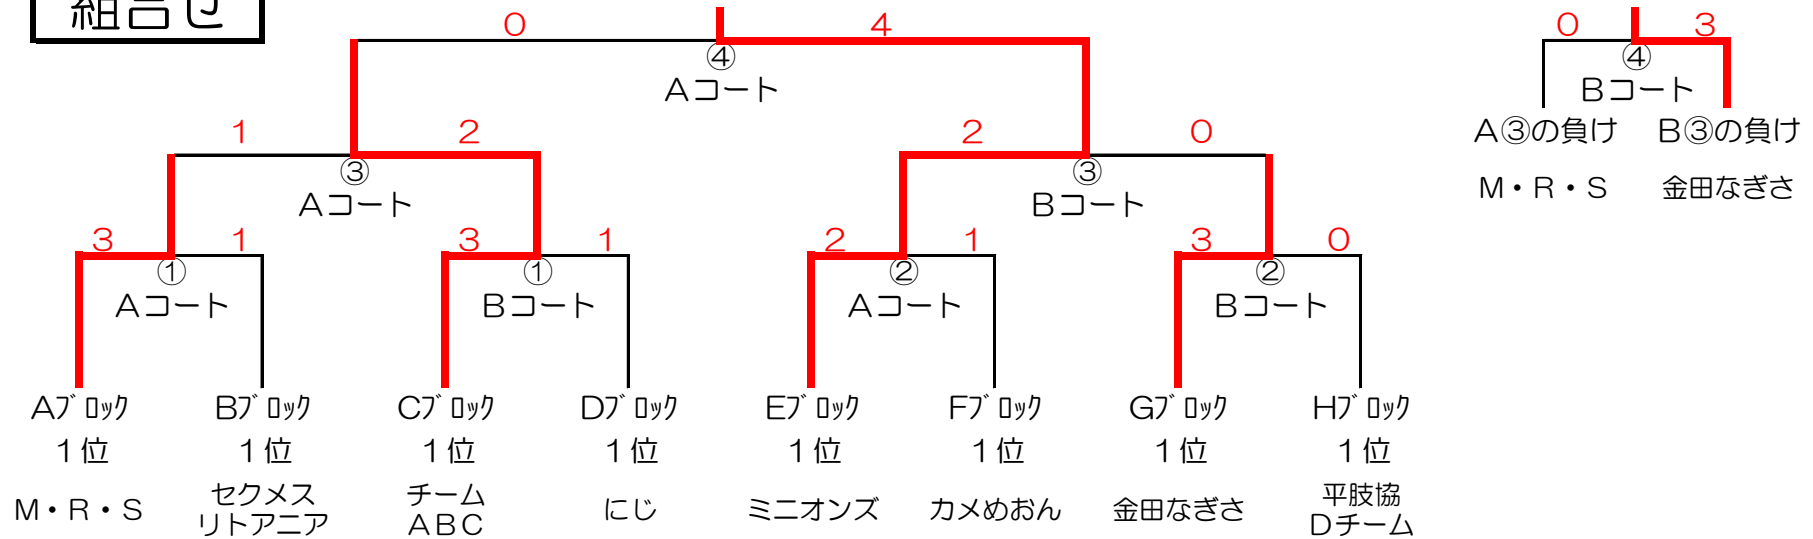 組合せ
0 4 0 3
④ ④
Aコート Bコート
1 2 2 0 A③の負け B③の負け
③ ③
Aコート Bコート M・R・S 金田なぎさ
3 1 3 1 2 1 3 0
① ① ② ②
Aコート Bコート Aコート Bコート
Aブロック Bブロック Cブロック Dブロック Eブロック Fブロック Gブロック Hブロック
1位 1位 1位 1位 1位 1位 1位 1位
M・R・S
セクメス
リトアニア
チーム
ABC
にじ
ミニオンズ
カメめおん
金田なぎさ
平肢協
Dチーム